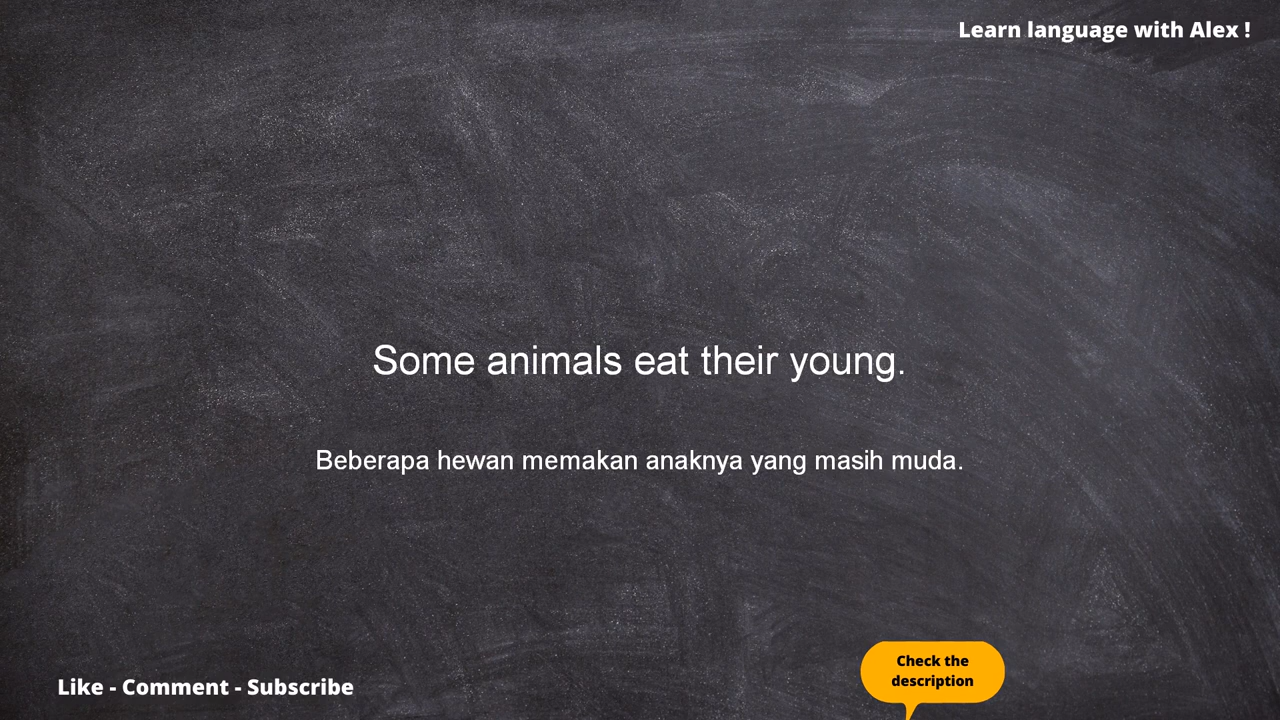 Learn language with Alex !
Some animals eat their young.
Beberapa hewan memakan anaknya yang masih muda.
Like - Comment - Subscribe
Check the
description